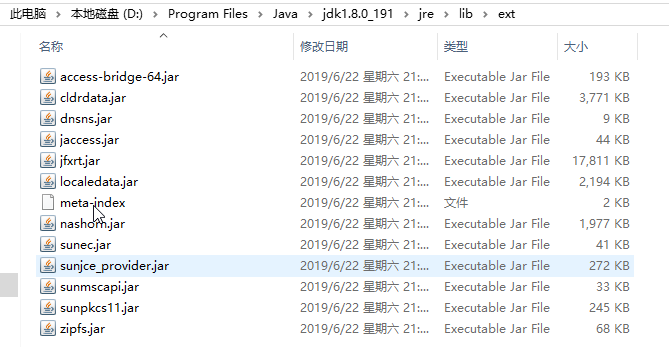 此电脑 > 本地磁盘 (D:) > Program Files > Java > jdk1.8.0_191 > jre > lib > ext
名称 修改日期 类型 大小
access-bridge-64.jar 2019/6/22 星期六 21:... Executable Jar File 193 KB
cldrdata.jar 2019/6/22 星期六 21:... Executable Jar File 3,771 KB
dnsns.jar 2019/6/22 星期六 21:... Executable Jar File 9 KB
jaccess.jar 2019/6/22 星期六 21:... Executable Jar File 44 KB
jfxrt.jar 2019/6/22 星期六 21:... Executable Jar File 17,811 KB
localedata.jar 2019/6/22 星期六 21:... Executable Jar File 2,194 KB
meta-index 2019/6/22 星期六 21:... 文件 2 KB
nashorn.jar 2019/6/22 星期六 21:... Executable Jar File 1,977 KB
sunec.jar 2019/6/22 星期六 21:... Executable Jar File 41 KB
sunjce_provider.jar 2019/6/22 星期六 21:... Executable Jar File 272 KB
sunmscapi.jar 2019/6/22 星期六 21:... Executable Jar File 33 KB
sunpkcs11.jar 2019/6/22 星期六 21:... Executable Jar File 245 KB
zipfs.jar 2019/6/22 星期六 21:... Executable Jar File 68 KB